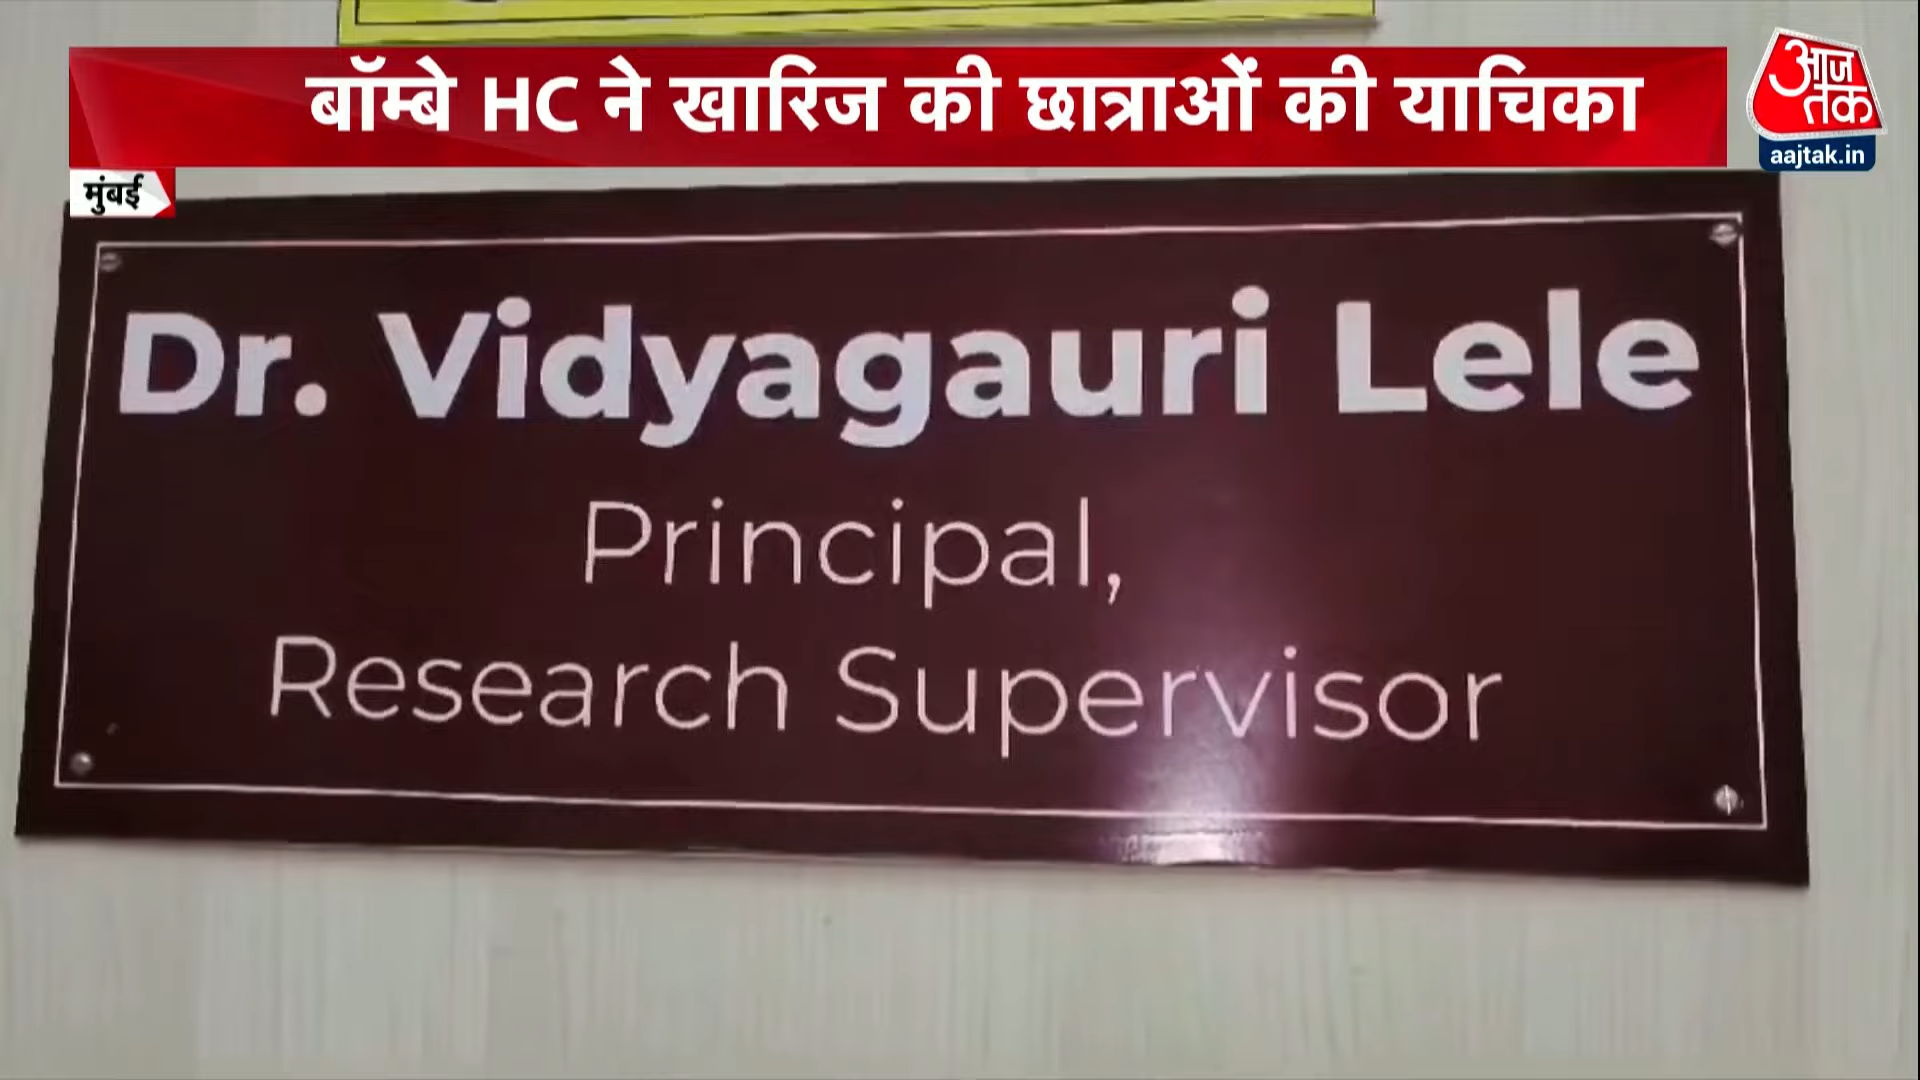 बॉम्बे HC ने खारिज की छात्राओं की याचिका
आज
तक
aajtak.in
मुंबई
Dr. Vidyagauri Lele
Principal,
Research Supervisor